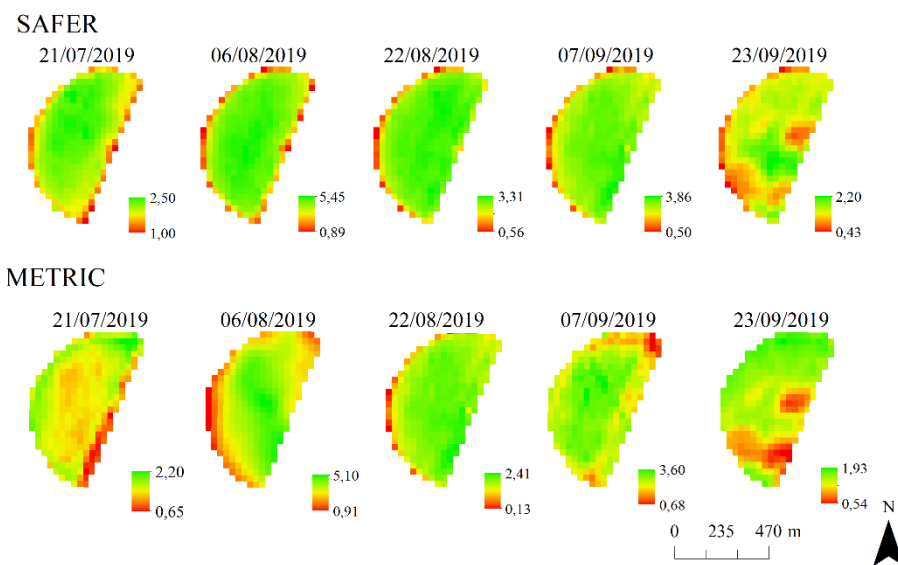 SAFER
21/07/2019 06/08/2019 22/08/2019 07/09/2019 23/09/2019
2,50 5,45 3,31 3,86 2,20
1,00 0,89 0,56 0,50 0,43
METRIC
21/07/2019 06/08/2019 22/08/2019 07/09/2019 23/09/2019
2,20 5,10 2,41 3,60 1,93
0,65 0,91 0,13 0,68 0,54
N
0 235 470 m